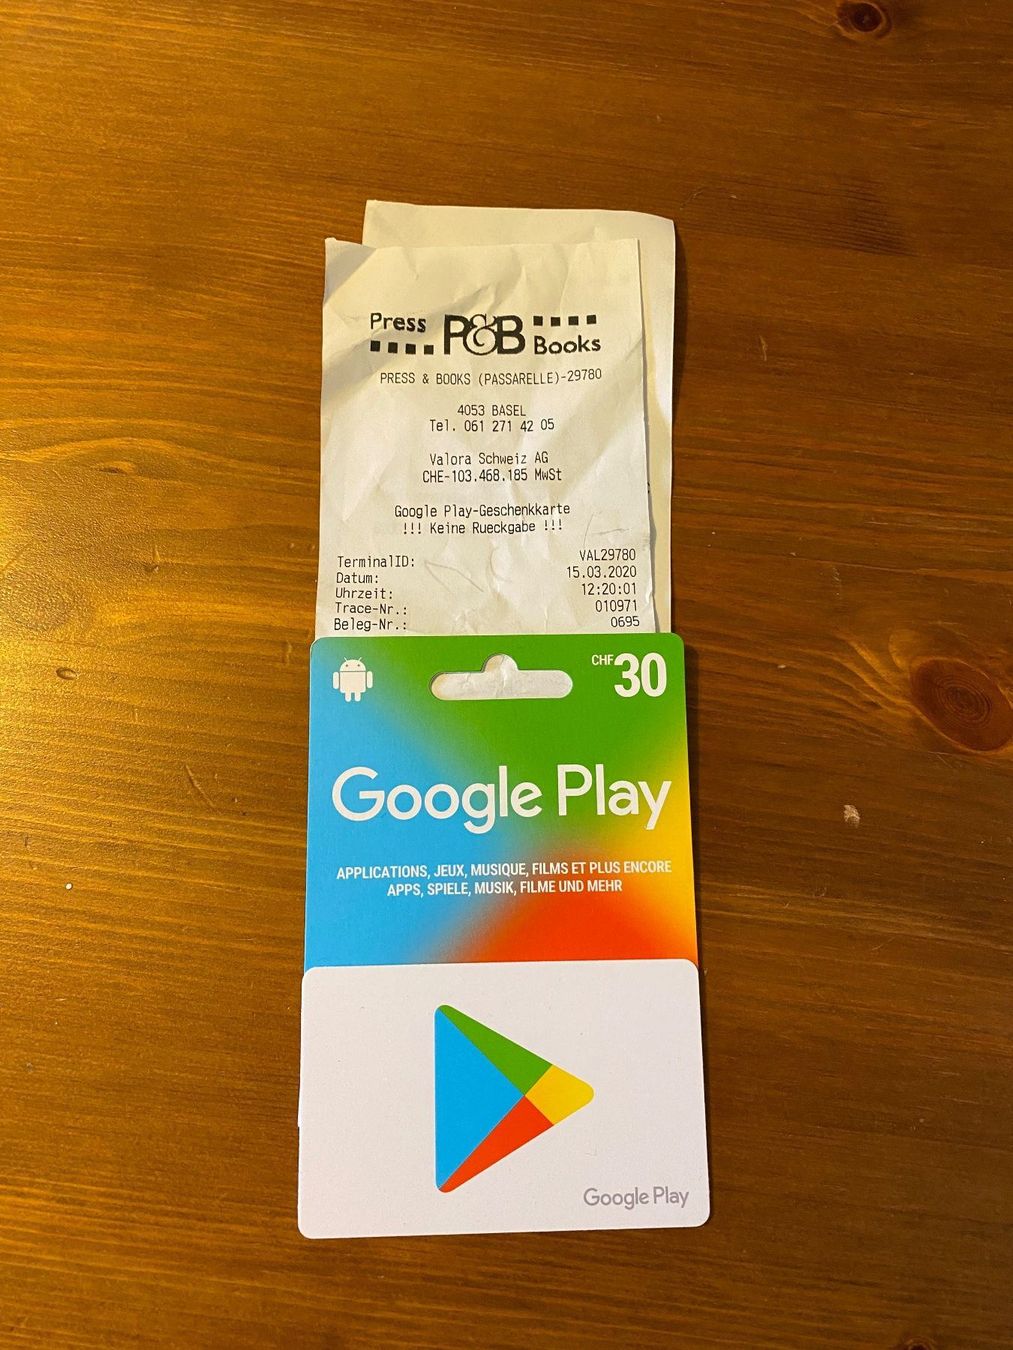 Press P&B Books
PRESS & BOOKS (PASSARELLE)-29780
4053 BASEL
Tel. 061 271 42 05
Valora Schweiz AG
CHE-103.468.185 MwSt
Google Play-Geschenkkarte
!!! Keine Rueckgabe !!!
TerminalID: VAL29780
Datum: 15.03.2020
Uhrzeit: 12:20:01
Trace-Nr.: 010971
Beleg-Nr.: 0695
CHF 30
Google Play
APPLICATIONS, JEUX, MUSIQUE, FILMS ET PLUS ENCORE
APPS, SPIELE, MUSIK, FILME UND MEHR
Google Play